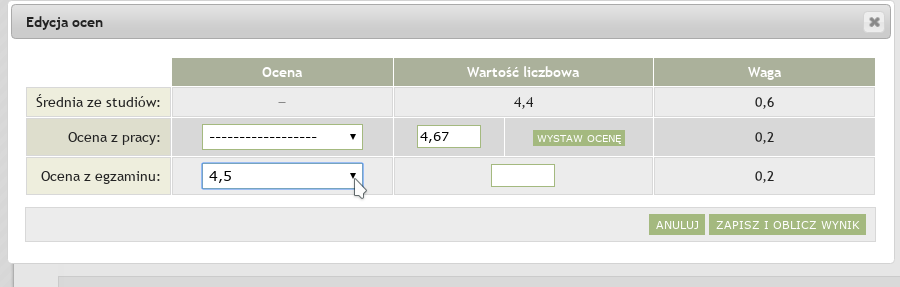 Edycja ocen
Ocena Wartość liczbowa Waga
Średnia ze studiów: – 4,4 0,6
Ocena z pracy: ------------------ 4,67 WYSTAW OCENĘ 0,2
Ocena z egzaminu: 4,5 0,2
ANULUJ ZAPISZ I OBLICZ WYNIK